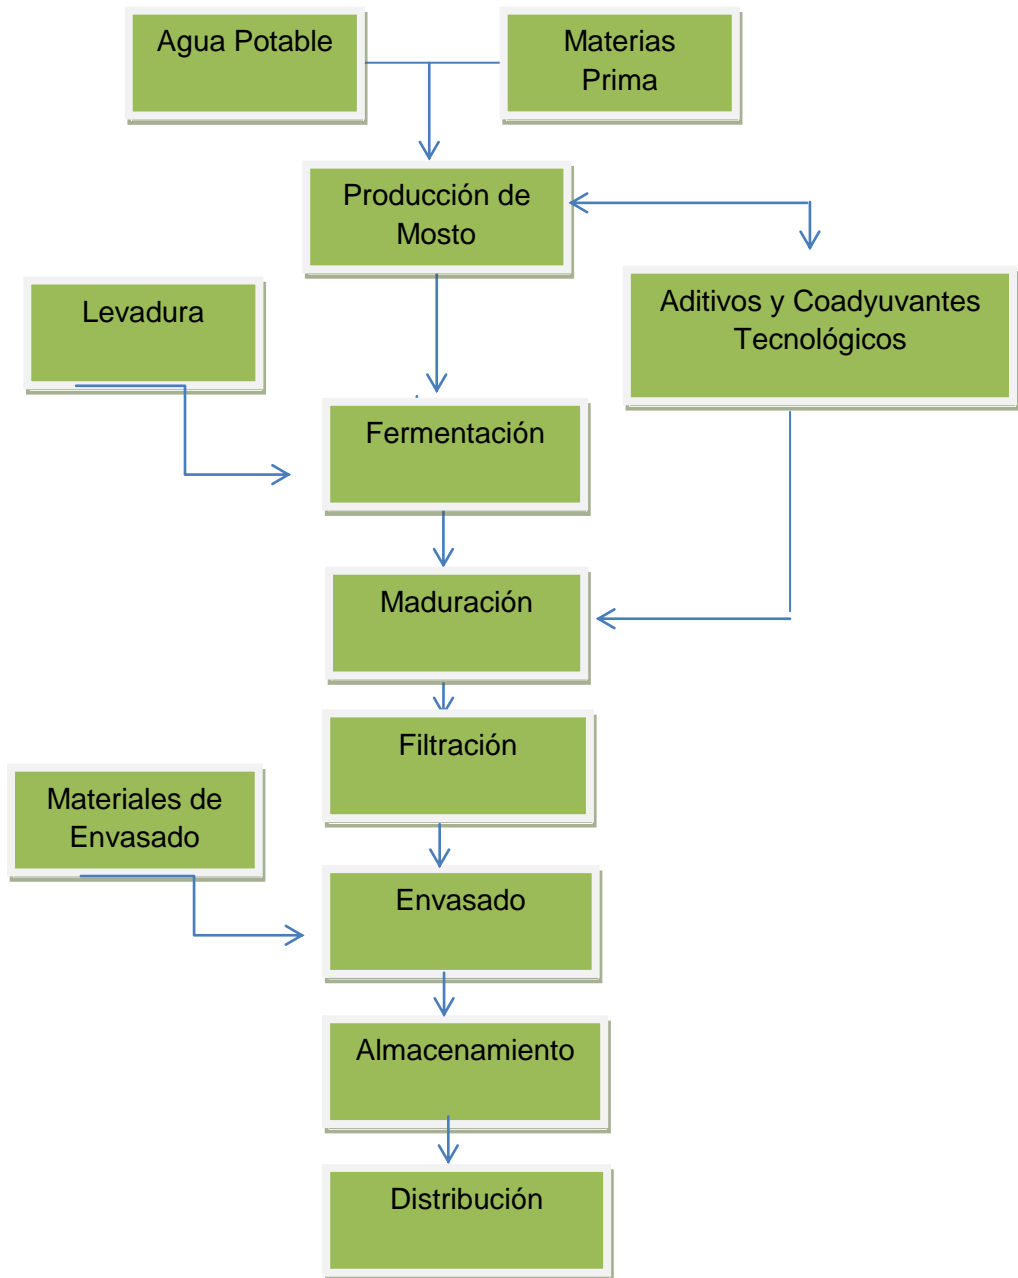 Agua Potable
Materias
Prima
Producción de
Mosto
Levadura
Aditivos y Coadyuvantes
Tecnológicos
Fermentación
Maduración
Filtración
Materiales de
Envasado
Envasado
Almacenamiento
Distribución